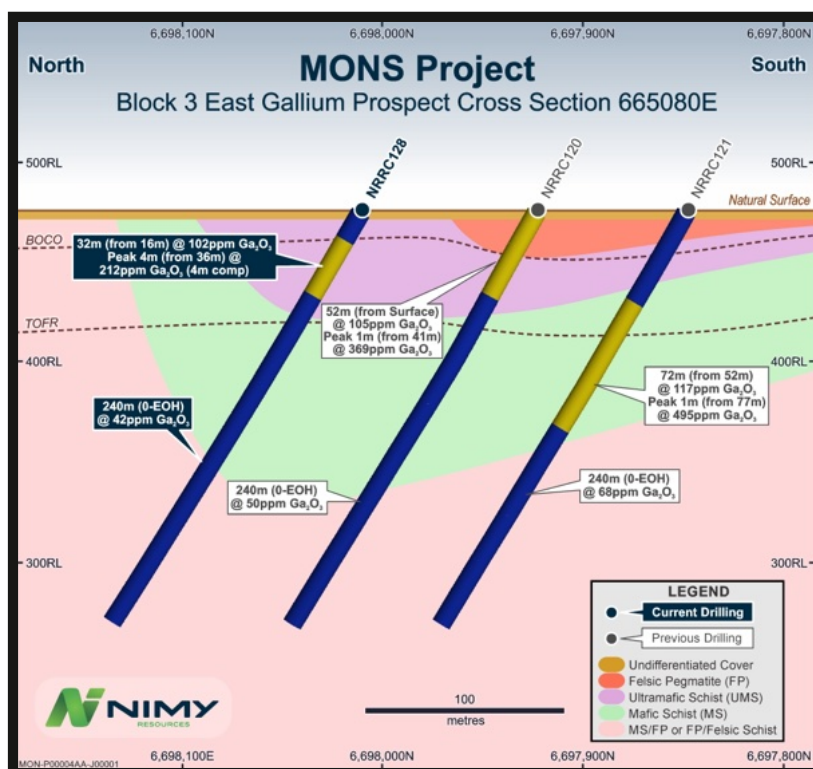 6,698,100N 6,698,000N 6,697,900N 6,697,800N
North
MONS Project
South
Block 3 East Gallium Prospect Cross Section 665080E
500RL
500RL
NRRC128
NRRC120
NRRC121
Natural Surface
BOCO
32m (from 16m) @ 102ppm Ga₂O₃
Peak 4m (from 36m) @
212ppm Ga₂O₃ (4m comp)
52m (from Surface)
@ 105ppm Ga₂O₃
Peak 1m (from 41m)
@ 369ppm Ga₂O₃
TOFR
400RL
400RL
72m (from 52m)
@ 117ppm Ga₂O₃
Peak 1m (from 77m)
@ 495ppm Ga₂O₃
240m (0-EOH)
@ 42ppm Ga₂O₃
240m (0-EOH)
@ 50ppm Ga₂O₃
240m (0-EOH)
@ 68ppm Ga₂O₃
300RL
300RL
LEGEND
Current Drilling
Previous Drilling
Undifferentiated Cover
Felsic Pegmatite (FP)
Ultramafic Schist (UMS)
Mafic Schist (MS)
MS/FP or FP/Felsic Schist
NIMY
RESOURCES
100
metres
MON-P00004AA-J00001
6,698,100E 6,698,000N 6,697,900N 6,697,800N